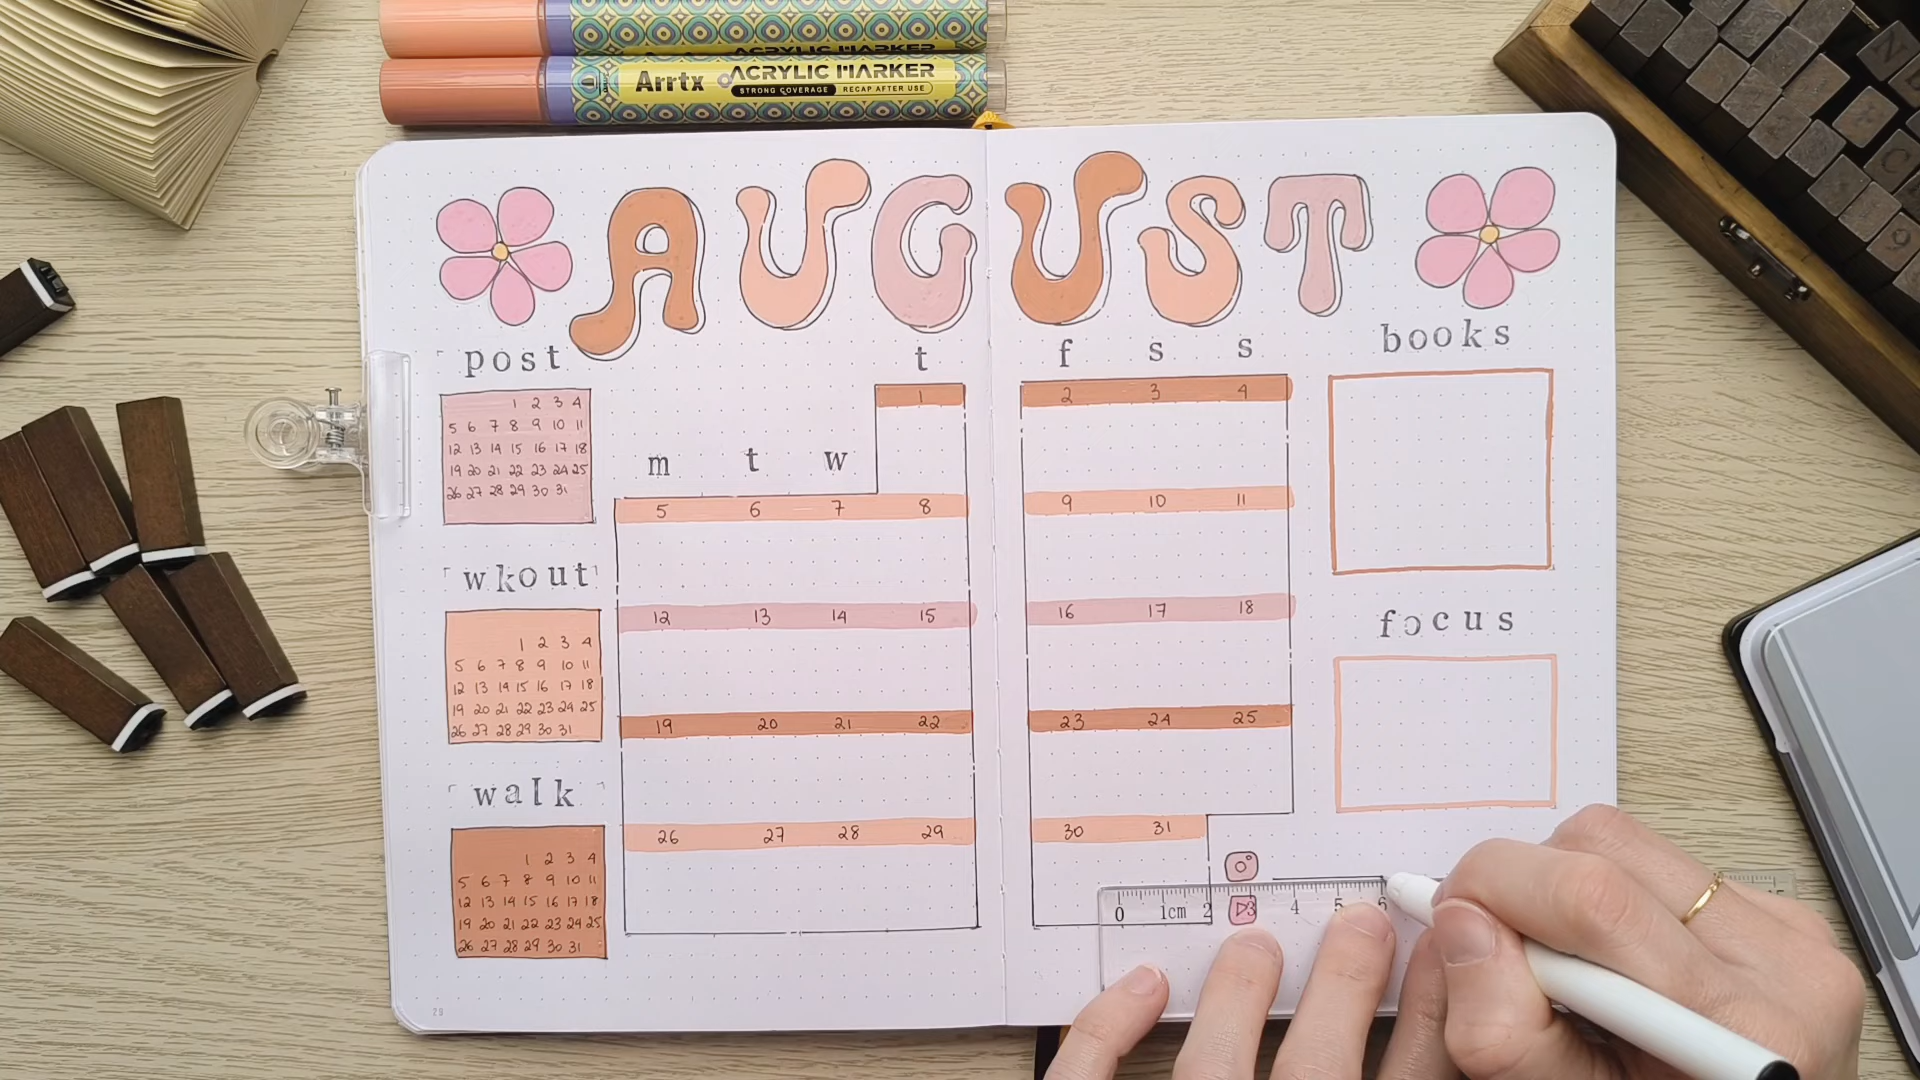 ACRYLIC MARKER
Arrtx ACRYLIC MARKER
STRONG COVERAGE RECAP AFTER USE
AUGUST
post
1 2 3 4
5 6 7 8 9 10 11
12 13 14 15 16 17 18
19 20 21 22 23 24 25
26 27 28 29 30 31
wkout
1 2 3 4
5 6 7 8 9 10 11
12 13 14 15 16 17 18
19 20 21 22 23 24 25
26 27 28 29 30 31
walk
1 2 3 4
5 6 7 8 9 10 11
12 13 14 15 16 17 18
19 20 21 22 23 24 25
26 27 28 29 30 31
t f s s
1 2 3 4
m t w
5 6 7 8 9 10 11
12 13 14 15 16 17 18
19 20 21 22 23 24 25
26 27 28 29 30 31
books
focus
0 1cm 2 3 4 5 6
15
29